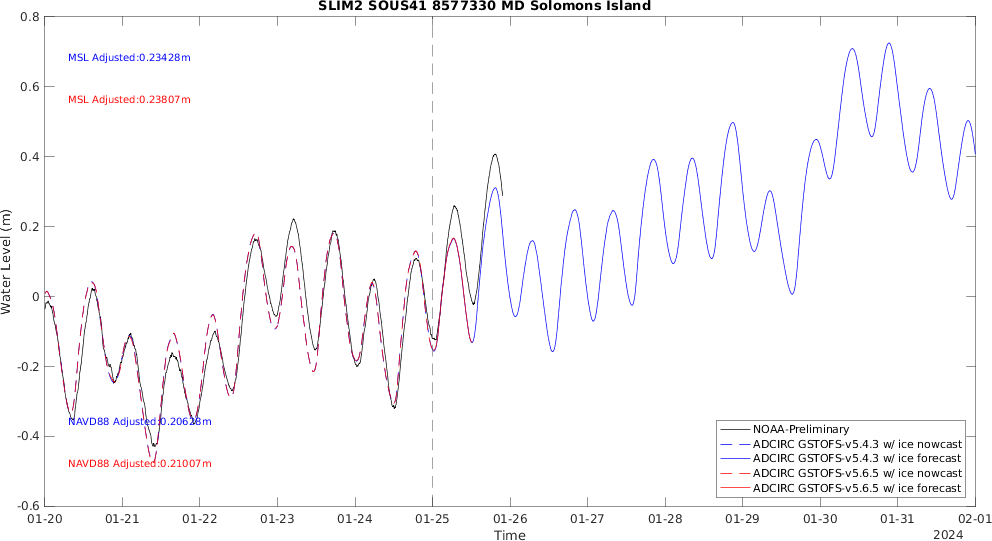 SLIM2 SOUS41 8577330 MD Solomons Island
0.8
0.6
0.4
0.2
0
-0.2
-0.4
-0.6
Water Level (m)
MSL Adjusted:0.23428m
MSL Adjusted:0.23807m
NAVD88 Adjusted:0.20628m
NAVD88 Adjusted:0.21007m
NOAA-Preliminary
ADCIRC GSTOFS-v5.4.3 w/ ice nowcast
ADCIRC GSTOFS-v5.4.3 w/ ice forecast
ADCIRC GSTOFS-v5.6.5 w/ ice nowcast
ADCIRC GSTOFS-v5.6.5 w/ ice forecast
01-20 01-21 01-22 01-23 01-24 01-25 01-26 01-27 01-28 01-29 01-30 01-31 02-01
Time
2024